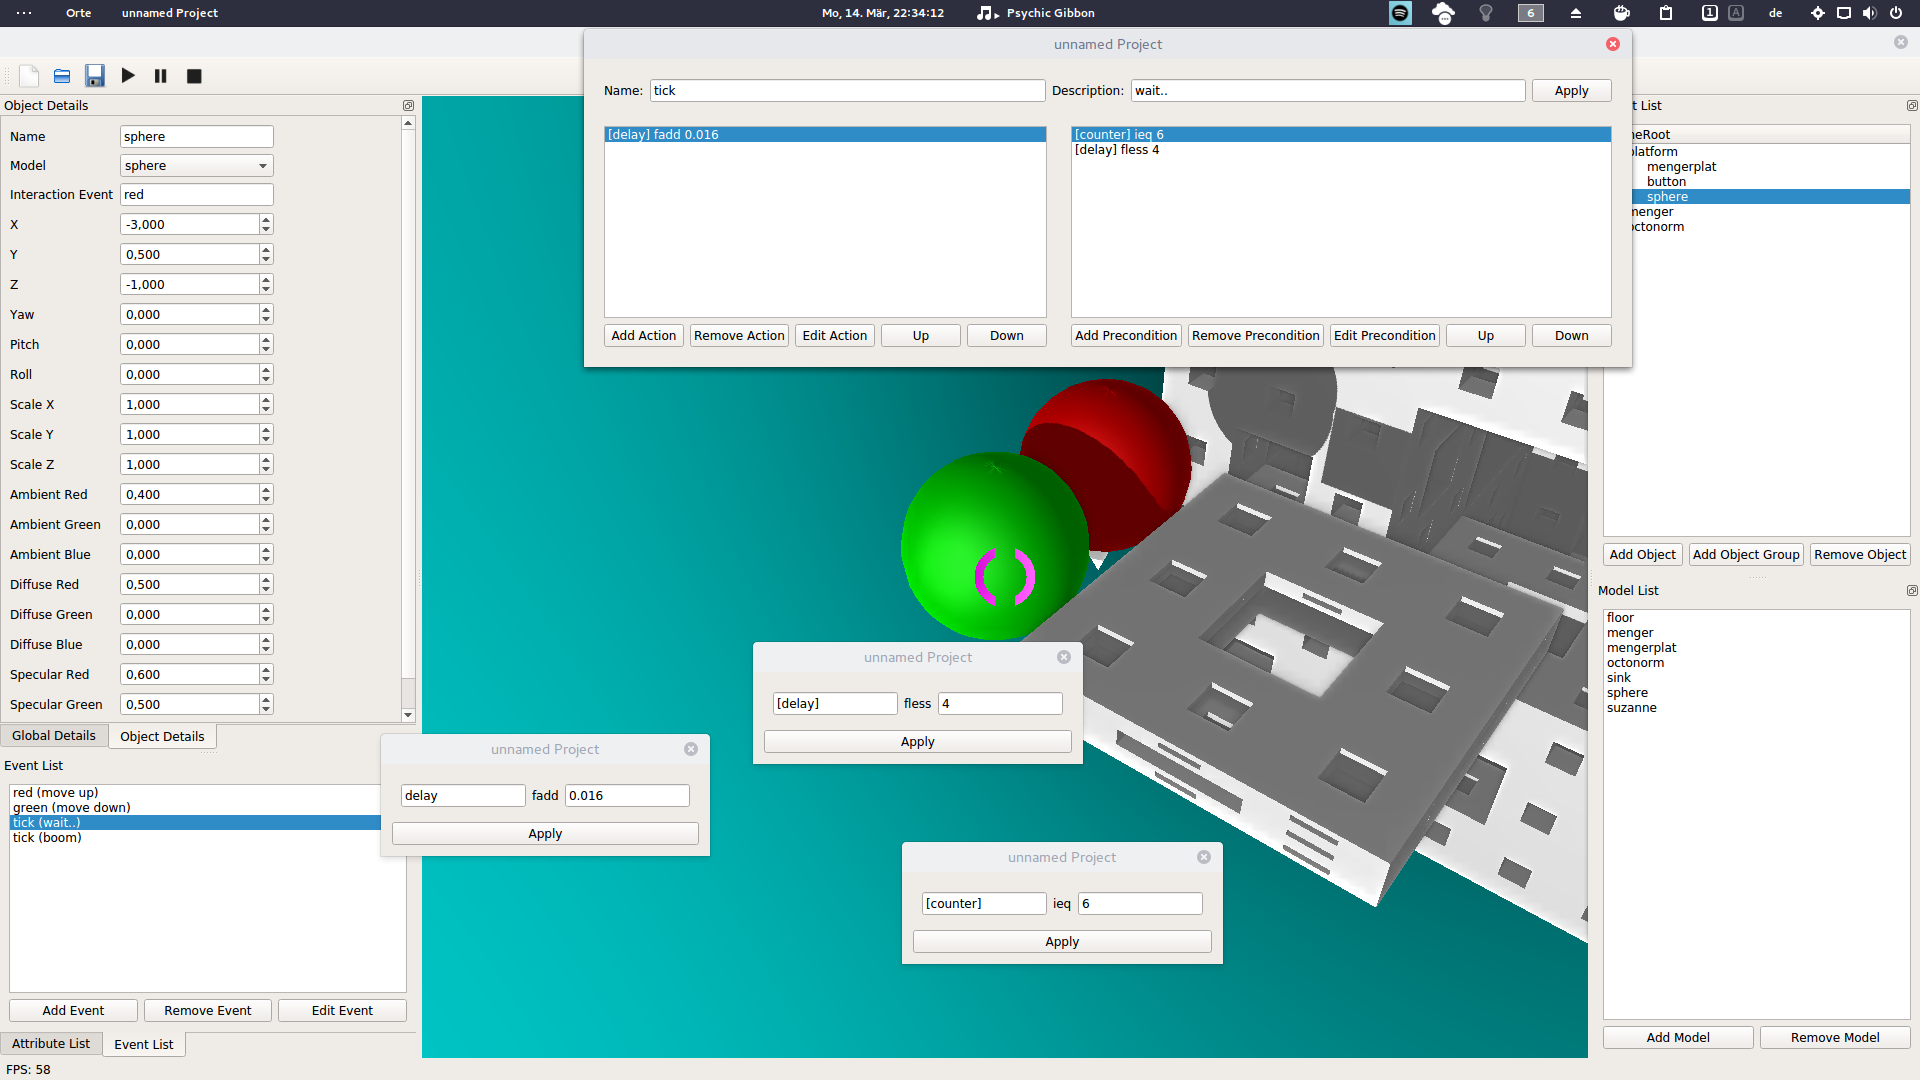 Orte
unnamed Project
Mo, 14. Mär, 22:34:12
Psychic Gibbon
6
1
A
de
unnamed Project
Name:
tick
Description:
wait..
Apply
[delay] fadd 0.016
[counter] ieq 6
[delay] fless 4
Add Action
Remove Action
Edit Action
Up
Down
Add Precondition
Remove Precondition
Edit Precondition
Up
Down
Object Details
Name
sphere
Model
sphere
Interaction Event
red
X
-3,000
Y
0,500
Z
-1,000
Yaw
0,000
Pitch
0,000
Roll
0,000
Scale X
1,000
Scale Y
1,000
Scale Z
1,000
Ambient Red
0,400
Ambient Green
0,000
Ambient Blue
0,000
Diffuse Red
0,500
Diffuse Green
0,000
Diffuse Blue
0,000
Specular Red
0,600
Specular Green
0,500
Global Details
Object Details
Event List
red (move up)
green (move down)
tick (wait..)
tick (boom)
Add Event
Remove Event
Edit Event
Attribute List
Event List
FPS: 58
unnamed Project
delay
fadd
0.016
Apply
unnamed Project
[delay]
fless
4
Apply
unnamed Project
[counter]
ieq
6
Apply
t List
neRoot
platform
mengerplat
button
sphere
menger
octonorm
Add Object
Add Object Group
Remove Object
Model List
floor
menger
mengerplat
octonorm
sink
sphere
suzanne
Add Model
Remove Model